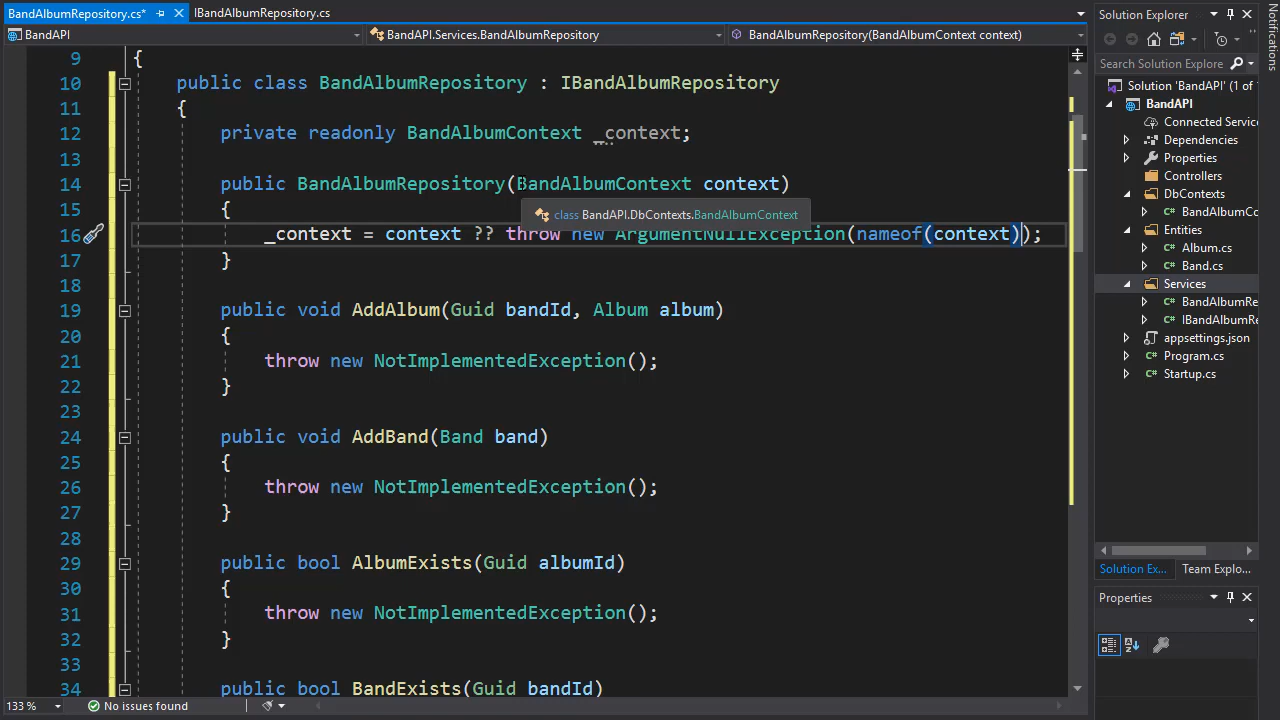 BandAlbumRepository.cs*
IBandAlbumRepository.cs
BandAPI
BandAPI.Services.BandAlbumRepository
BandAlbumRepository(BandAlbumContext context)
9 {
10 public class BandAlbumRepository : IBandAlbumRepository
11 {
12 private readonly BandAlbumContext _context;
13
14 public BandAlbumRepository(BandAlbumContext context)
15 {
class BandAPI.DbContexts.BandAlbumContext
16 _context = context ?? throw new ArgumentNullException(nameof(context));
17 }
18
19 public void AddAlbum(Guid bandId, Album album)
20 {
21 throw new NotImplementedException();
22 }
23
24 public void AddBand(Band band)
25 {
26 throw new NotImplementedException();
27 }
28
29 public bool AlbumExists(Guid albumId)
30 {
31 throw new NotImplementedException();
32 }
33
34 public bool BandExists(Guid bandId)
133 %
No issues found
Solution Explorer
Search Solution Explore
Solution 'BandAPI' (1 of
BandAPI
Connected Service
Dependencies
Properties
Controllers
DbContexts
BandAlbumCo
Entities
Album.cs
Band.cs
Services
BandAlbumRe
IBandAlbumRe
appsettings.json
Program.cs
Startup.cs
Solution Ex...
Team Explo...
Properties
Notifications